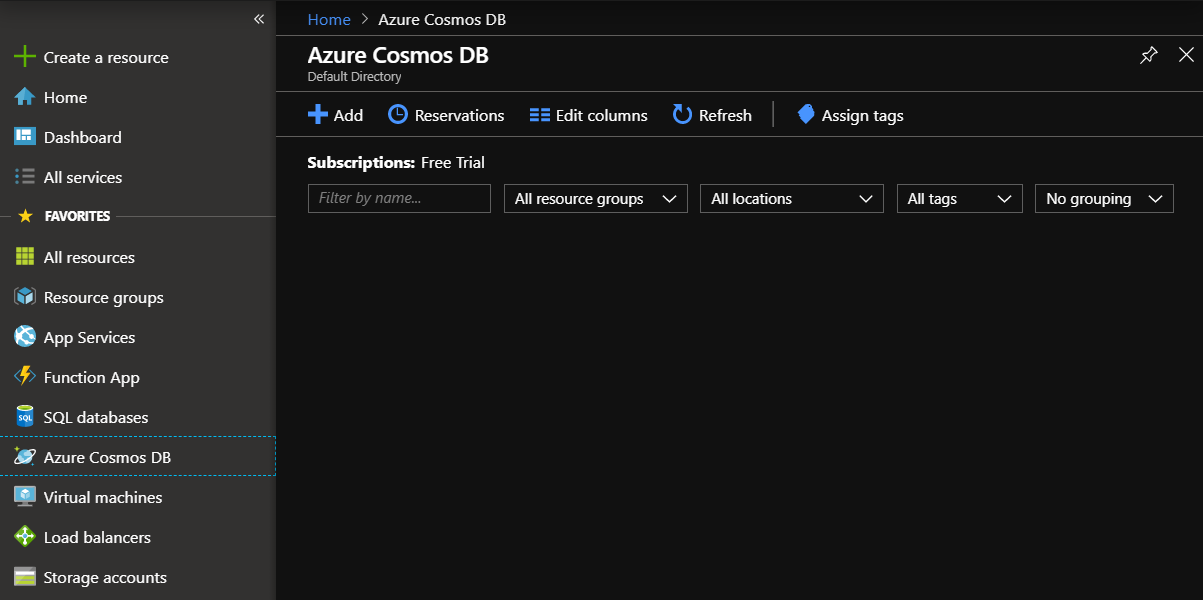 «
Create a resource
Home
Dashboard
All services
FAVORITES
All resources
Resource groups
App Services
Function App
SQL
SQL databases
Azure Cosmos DB
Virtual machines
Load balancers
Storage accounts
Home > Azure Cosmos DB
Azure Cosmos DB
Default Directory
Add Reservations Edit columns Refresh Assign tags
Subscriptions: Free Trial
Filter by name... All resource groups All locations All tags No grouping